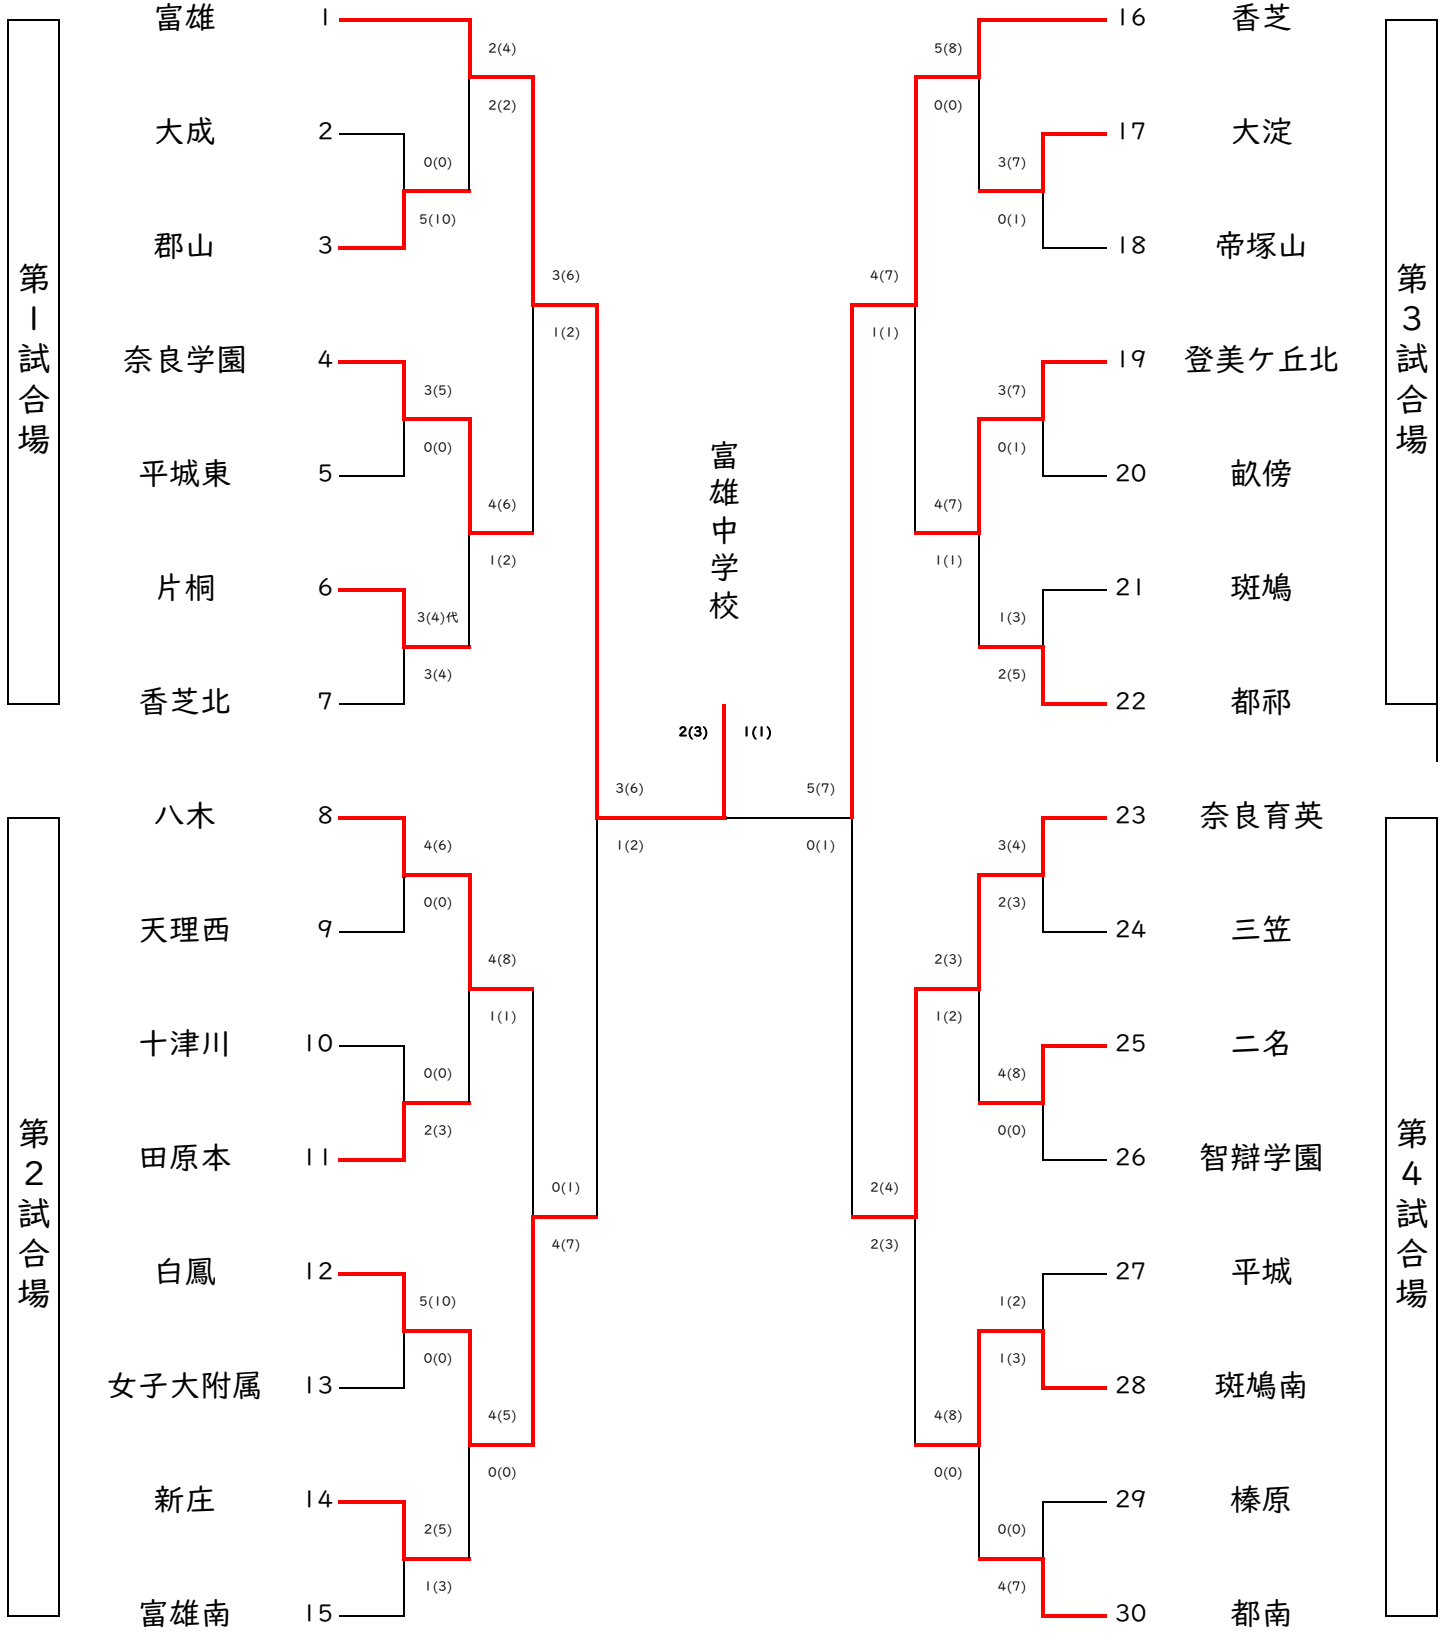 富雄 1 2(4) 5(8) 16 香芝
2(2) 0(0)
大成 2 17 大淀
0(0) 3(7)
5(10) 0(1)
郡山 3 18 帝塚山
3(6) 4(7)
1(2) 1(1)
奈良学園 4 19 登美ケ丘北
3(5) 3(7)
0(0) 0(1)
平城東 5 20 畝傍
4(6) 4(7)
1(2) 1(1)
片桐 6 21 斑鳩
3(4)代 1(3)
3(4) 2(5)
香芝北 7 22 都祁
第1試合場
第3試合場
富雄中学校
2(3) 1(1)
3(6) 5(7)
1(2) 0(1)
八木 8 23 奈良育英
4(6) 3(4)
0(0) 2(3)
天理西 9 24 三笠
4(8) 2(3)
1(1) 1(2)
十津川 10 25 二名
0(0) 4(8)
2(3) 0(0)
田原本 11 26 智辯学園
0(1) 2(4)
4(7) 2(3)
白鳳 12 27 平城
5(10) 1(2)
0(0) 1(3)
女子大附属 13 28 斑鳩南
4(5) 4(8)
0(0) 0(0)
新庄 14 29 榛原
2(5) 0(0)
1(3) 4(7)
富雄南 15 30 都南
第2試合場
第4試合場